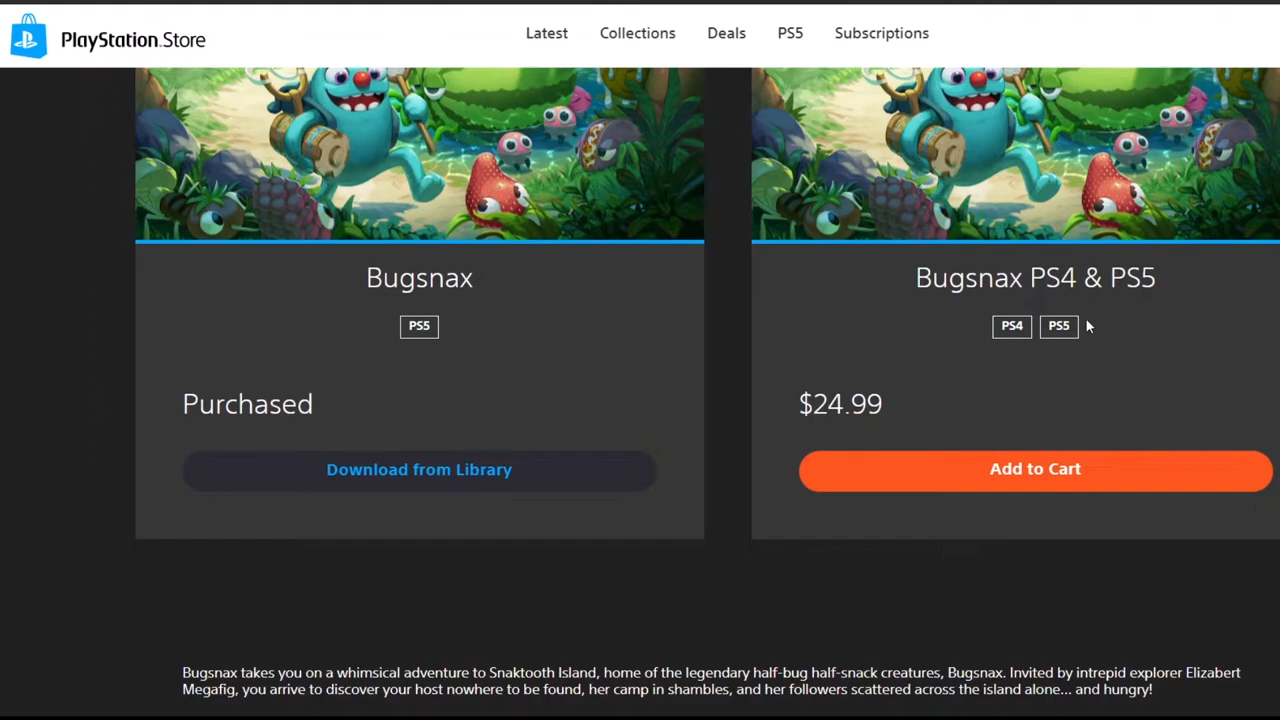 PlayStation.Store
Latest Collections Deals PS5 Subscriptions
Bugsnax
PS5
Purchased
Download from Library
Bugsnax PS4 & PS5
PS4 PS5
$24.99
Add to Cart
Bugsnax takes you on a whimsical adventure to Snaktooth Island, home of the legendary half-bug half-snack creatures, Bugsnax. Invited by intrepid explorer Elizabert
Megafig, you arrive to discover your host nowhere to be found, her camp in shambles, and her followers scattered across the island alone... and hungry!